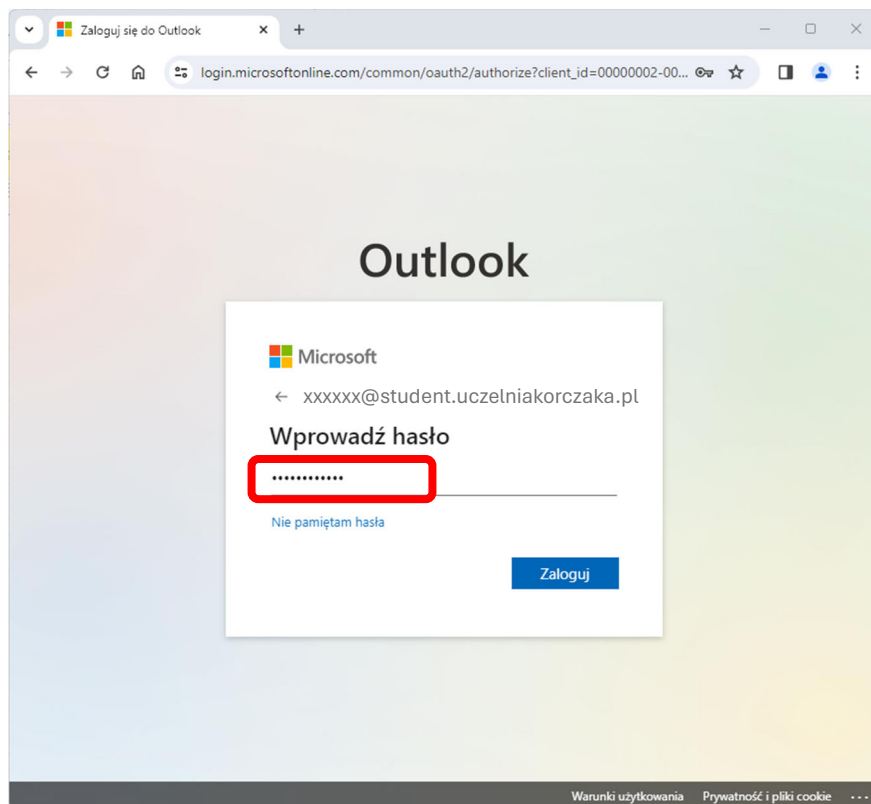 Zaloguj się do Outlook
login.microsoftonline.com/common/oauth2/authorize?client_id=00000002-00...
Outlook
Microsoft
xxxxxx@student.uczelniakorczaka.pl
Wprowadź hasło
••••••••••••
Nie pamiętam hasła
Zaloguj
Warunki użytkowania Prywatność i pliki cookie ...